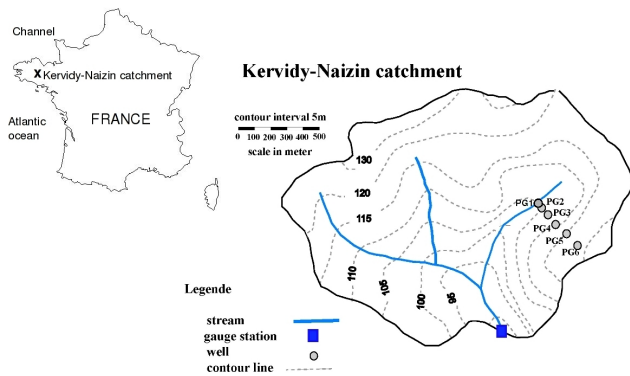 Channel
Kervidy-Naizin catchment
FRANCE
Atlantic
ocean
Kervidy-Naizin catchment
contour interval 5m
0 100 200 300 400 500
scale in meter
130
120
115
110
105
100
95
PG1
PG2
PG3
PG4
PG5
PG6
Legende
stream
gauge station
well
contour line